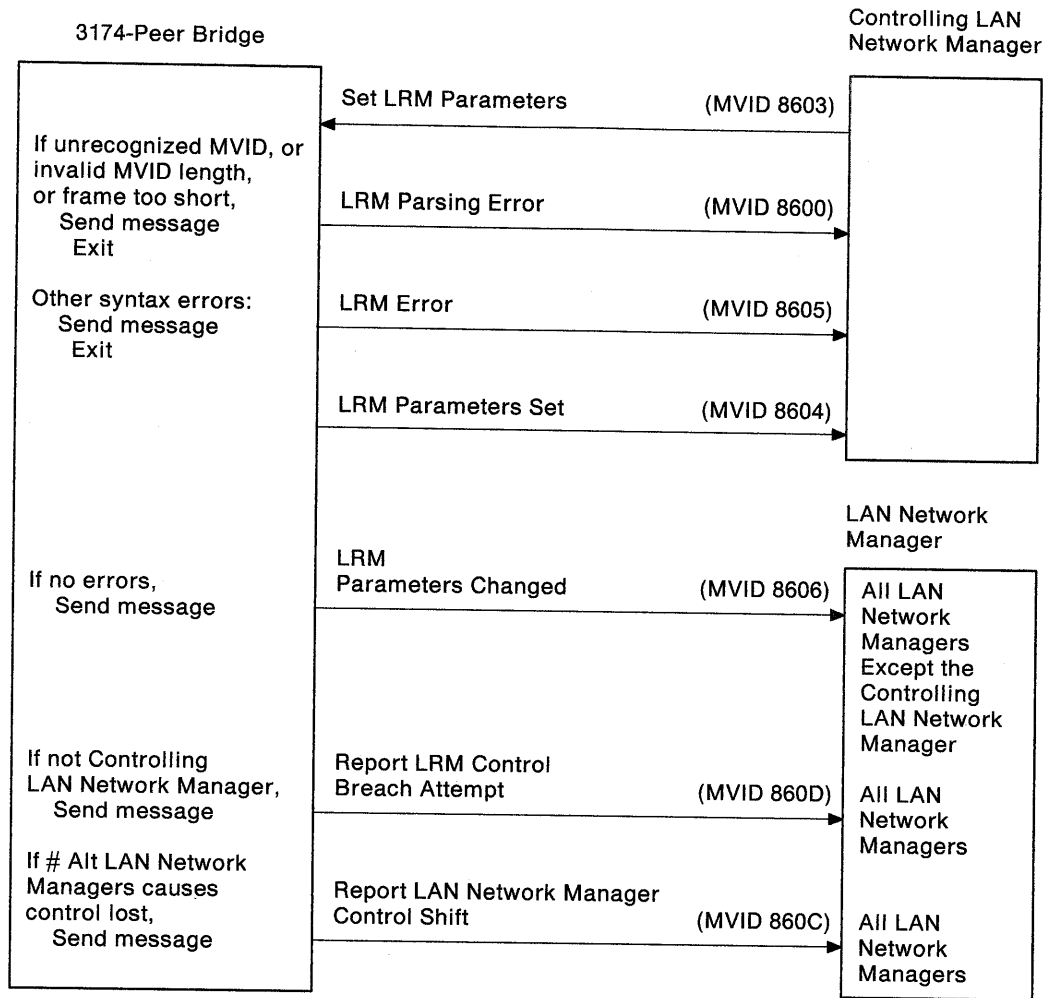 3174-Peer Bridge
Controlling LAN
Network Manager
Set LRM Parameters (MVID 8603)
If unrecognized MVID, or
invalid MVID length,
or frame too short,
Send message
Exit
LRM Parsing Error (MVID 8600)
Other syntax errors:
Send message
Exit
LRM Error (MVID 8605)
LRM Parameters Set (MVID 8604)
LAN Network
Manager
If no errors,
Send message
LRM
Parameters Changed (MVID 8606)
All LAN
Network
Managers
Except the
Controlling
LAN Network
Manager
If not Controlling
LAN Network Manager,
Send message
Report LRM Control
Breach Attempt (MVID 860D)
All LAN
Network
Managers
If # Alt LAN Network
Managers causes
control lost,
Send message
Report LAN Network Manager
Control Shift (MVID 860C)
All LAN
Network
Managers